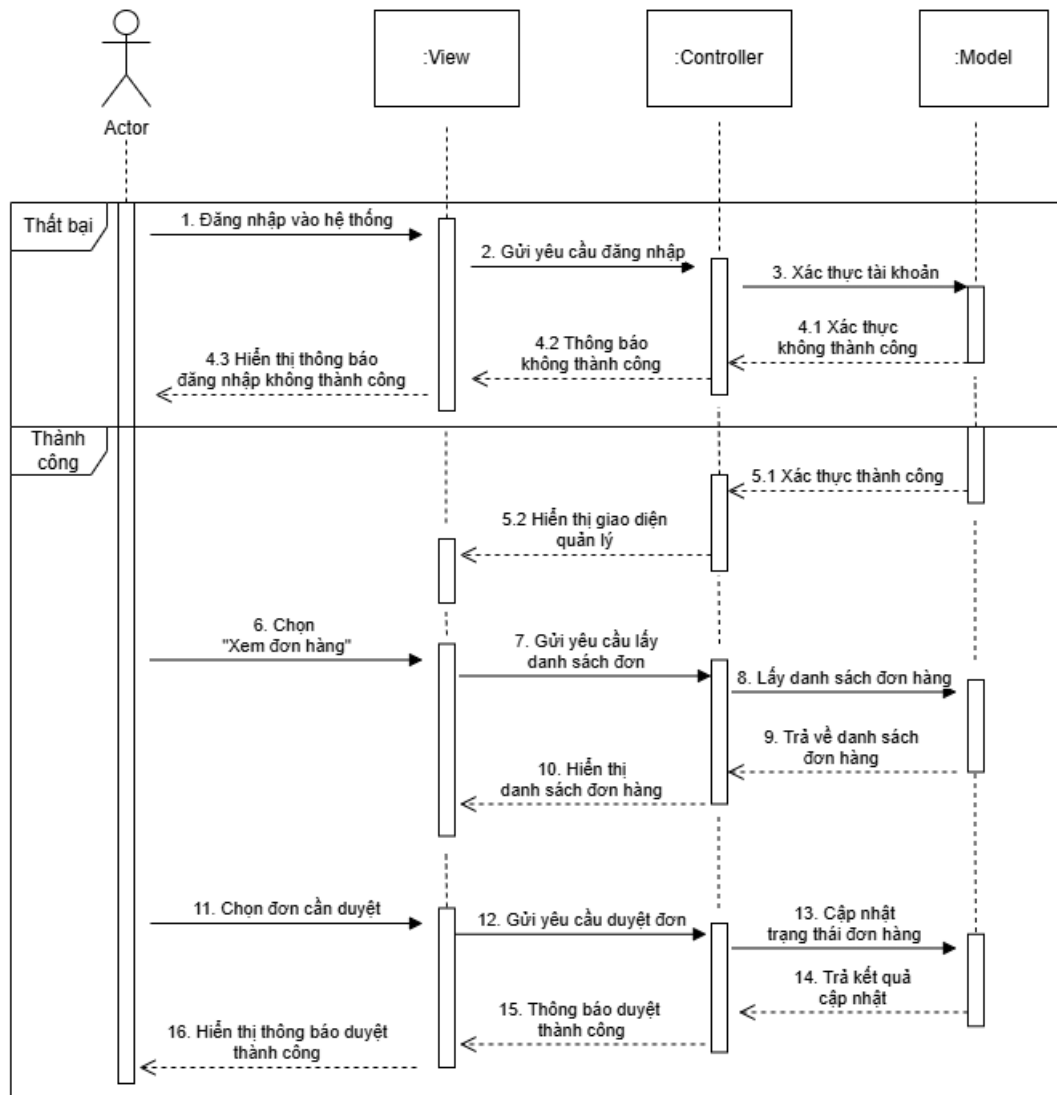 Actor
:View
:Controller
:Model
Thất bại
1. Đăng nhập vào hệ thống
2. Gửi yêu cầu đăng nhập
3. Xác thực tài khoản
4.1 Xác thực
không thành công
4.2 Thông báo
không thành công
4.3 Hiển thị thông báo
đăng nhập không thành công
Thành
công
5.1 Xác thực thành công
5.2 Hiển thị giao diện
quản lý
6. Chọn
"Xem đơn hàng"
7. Gửi yêu cầu lấy
danh sách đơn
8. Lấy danh sách đơn hàng
9. Trả về danh sách
đơn hàng
10. Hiển thị
danh sách đơn hàng
11. Chọn đơn cần duyệt
12. Gửi yêu cầu duyệt đơn
13. Cập nhật
trạng thái đơn hàng
14. Trả kết quả
cập nhật
15. Thông báo duyệt
thành công
16. Hiển thị thông báo duyệt
thành công